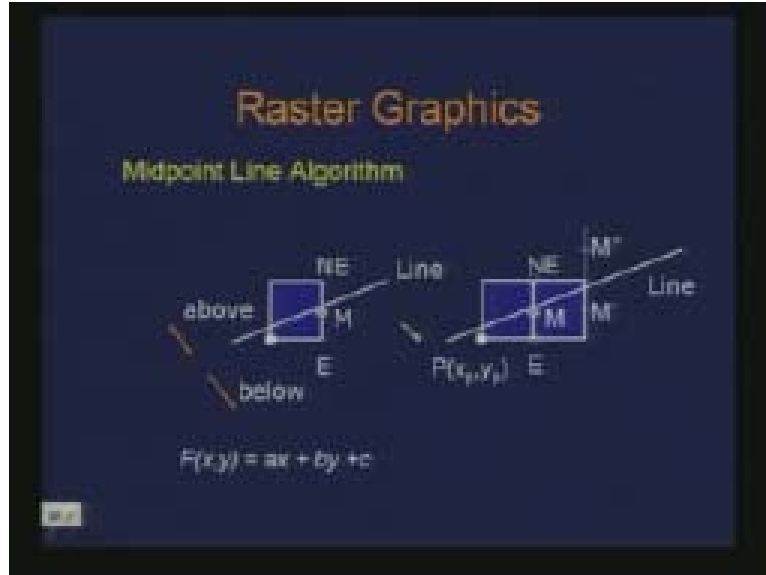 Raster Graphics
Midpoint Line Algorithm
NE Line
above M
E
below
NE M"
Line
M M'
P(xp,yp) E
F(x,y) = ax + by +c